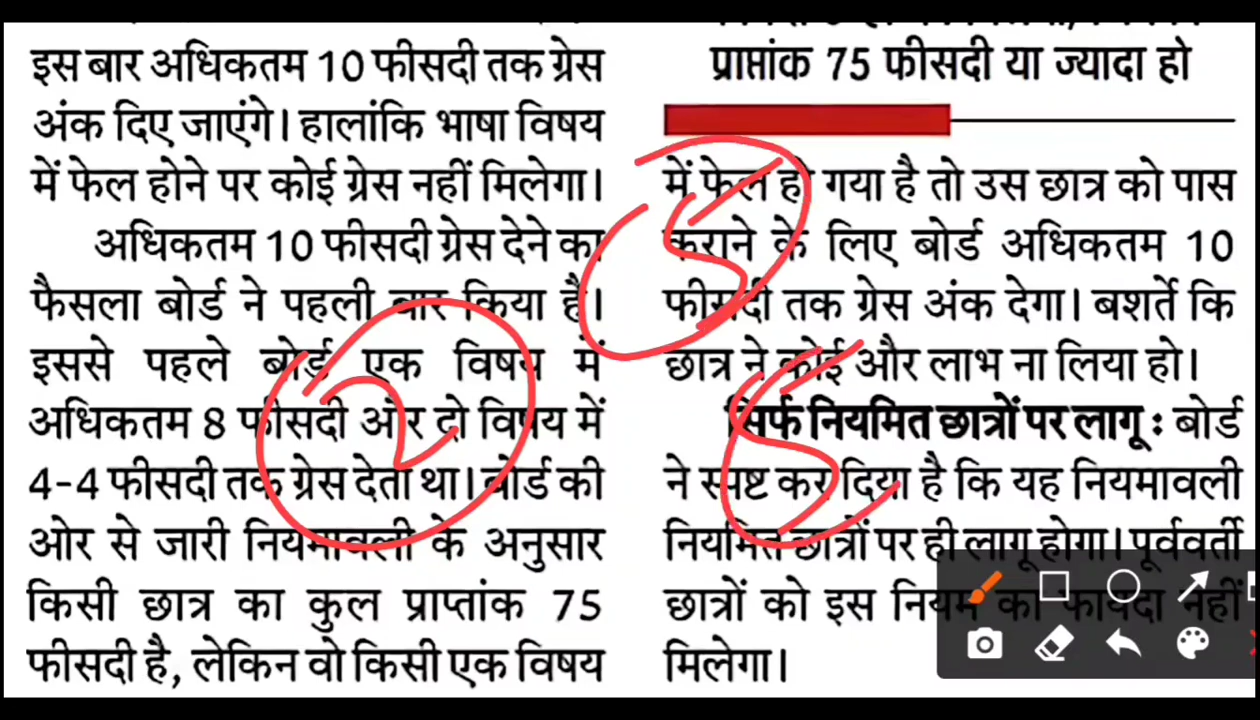 इस बार अधिकतम 10 फीसदी तक ग्रेस
अंक दिए जाएंगे। हालांकि भाषा विषय
में फेल होने पर कोई ग्रेस नहीं मिलेगा।
अधिकतम 10 फीसदी ग्रेस देने का
फैसला बोर्ड ने पहली बार किया है।
इससे पहले बोर्ड एक विषय में
अधिकतम 8 फीसदी और दो विषय में
4-4 फीसदी तक ग्रेस देता था। बोर्ड की
ओर से जारी नियमावली के अनुसार
किसी छात्र का कुल प्राप्तांक 75
फीसदी है, लेकिन वो किसी एक विषय
प्राप्तांक 75 फीसदी या ज्यादा हो
में फेल हो गया है तो उस छात्र को पास
कराने के लिए बोर्ड अधिकतम 10
फीसदी तक ग्रेस अंक देगा। बशर्ते कि
छात्र ने कोई और लाभ ना लिया हो।
सिर्फ नियमित छात्रों पर लागू : बोर्ड
ने स्पष्ट कर दिया है कि यह नियमावली
नियमित छात्रों पर ही लागू होगा। पूर्ववर्ती
छात्रों को इस नियम का फायदा नहीं
मिलेगा।
2
5